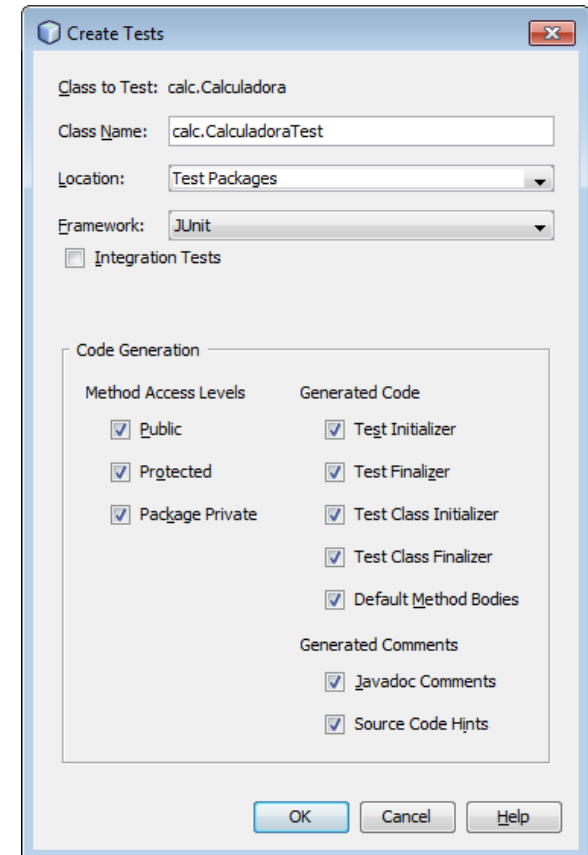 Create Tests
Class to Test: calc.Calculadora
Class Name: calc.CalculadoraTest
Location: Test Packages
Framework: JUnit
Integration Tests
Code Generation
Method Access Levels Generated Code
Public Test Initializer
Protected Test Finalizer
Package Private Test Class Initializer
Test Class Finalizer
Default Method Bodies
Generated Comments
Javadoc Comments
Source Code Hints
OK Cancel Help